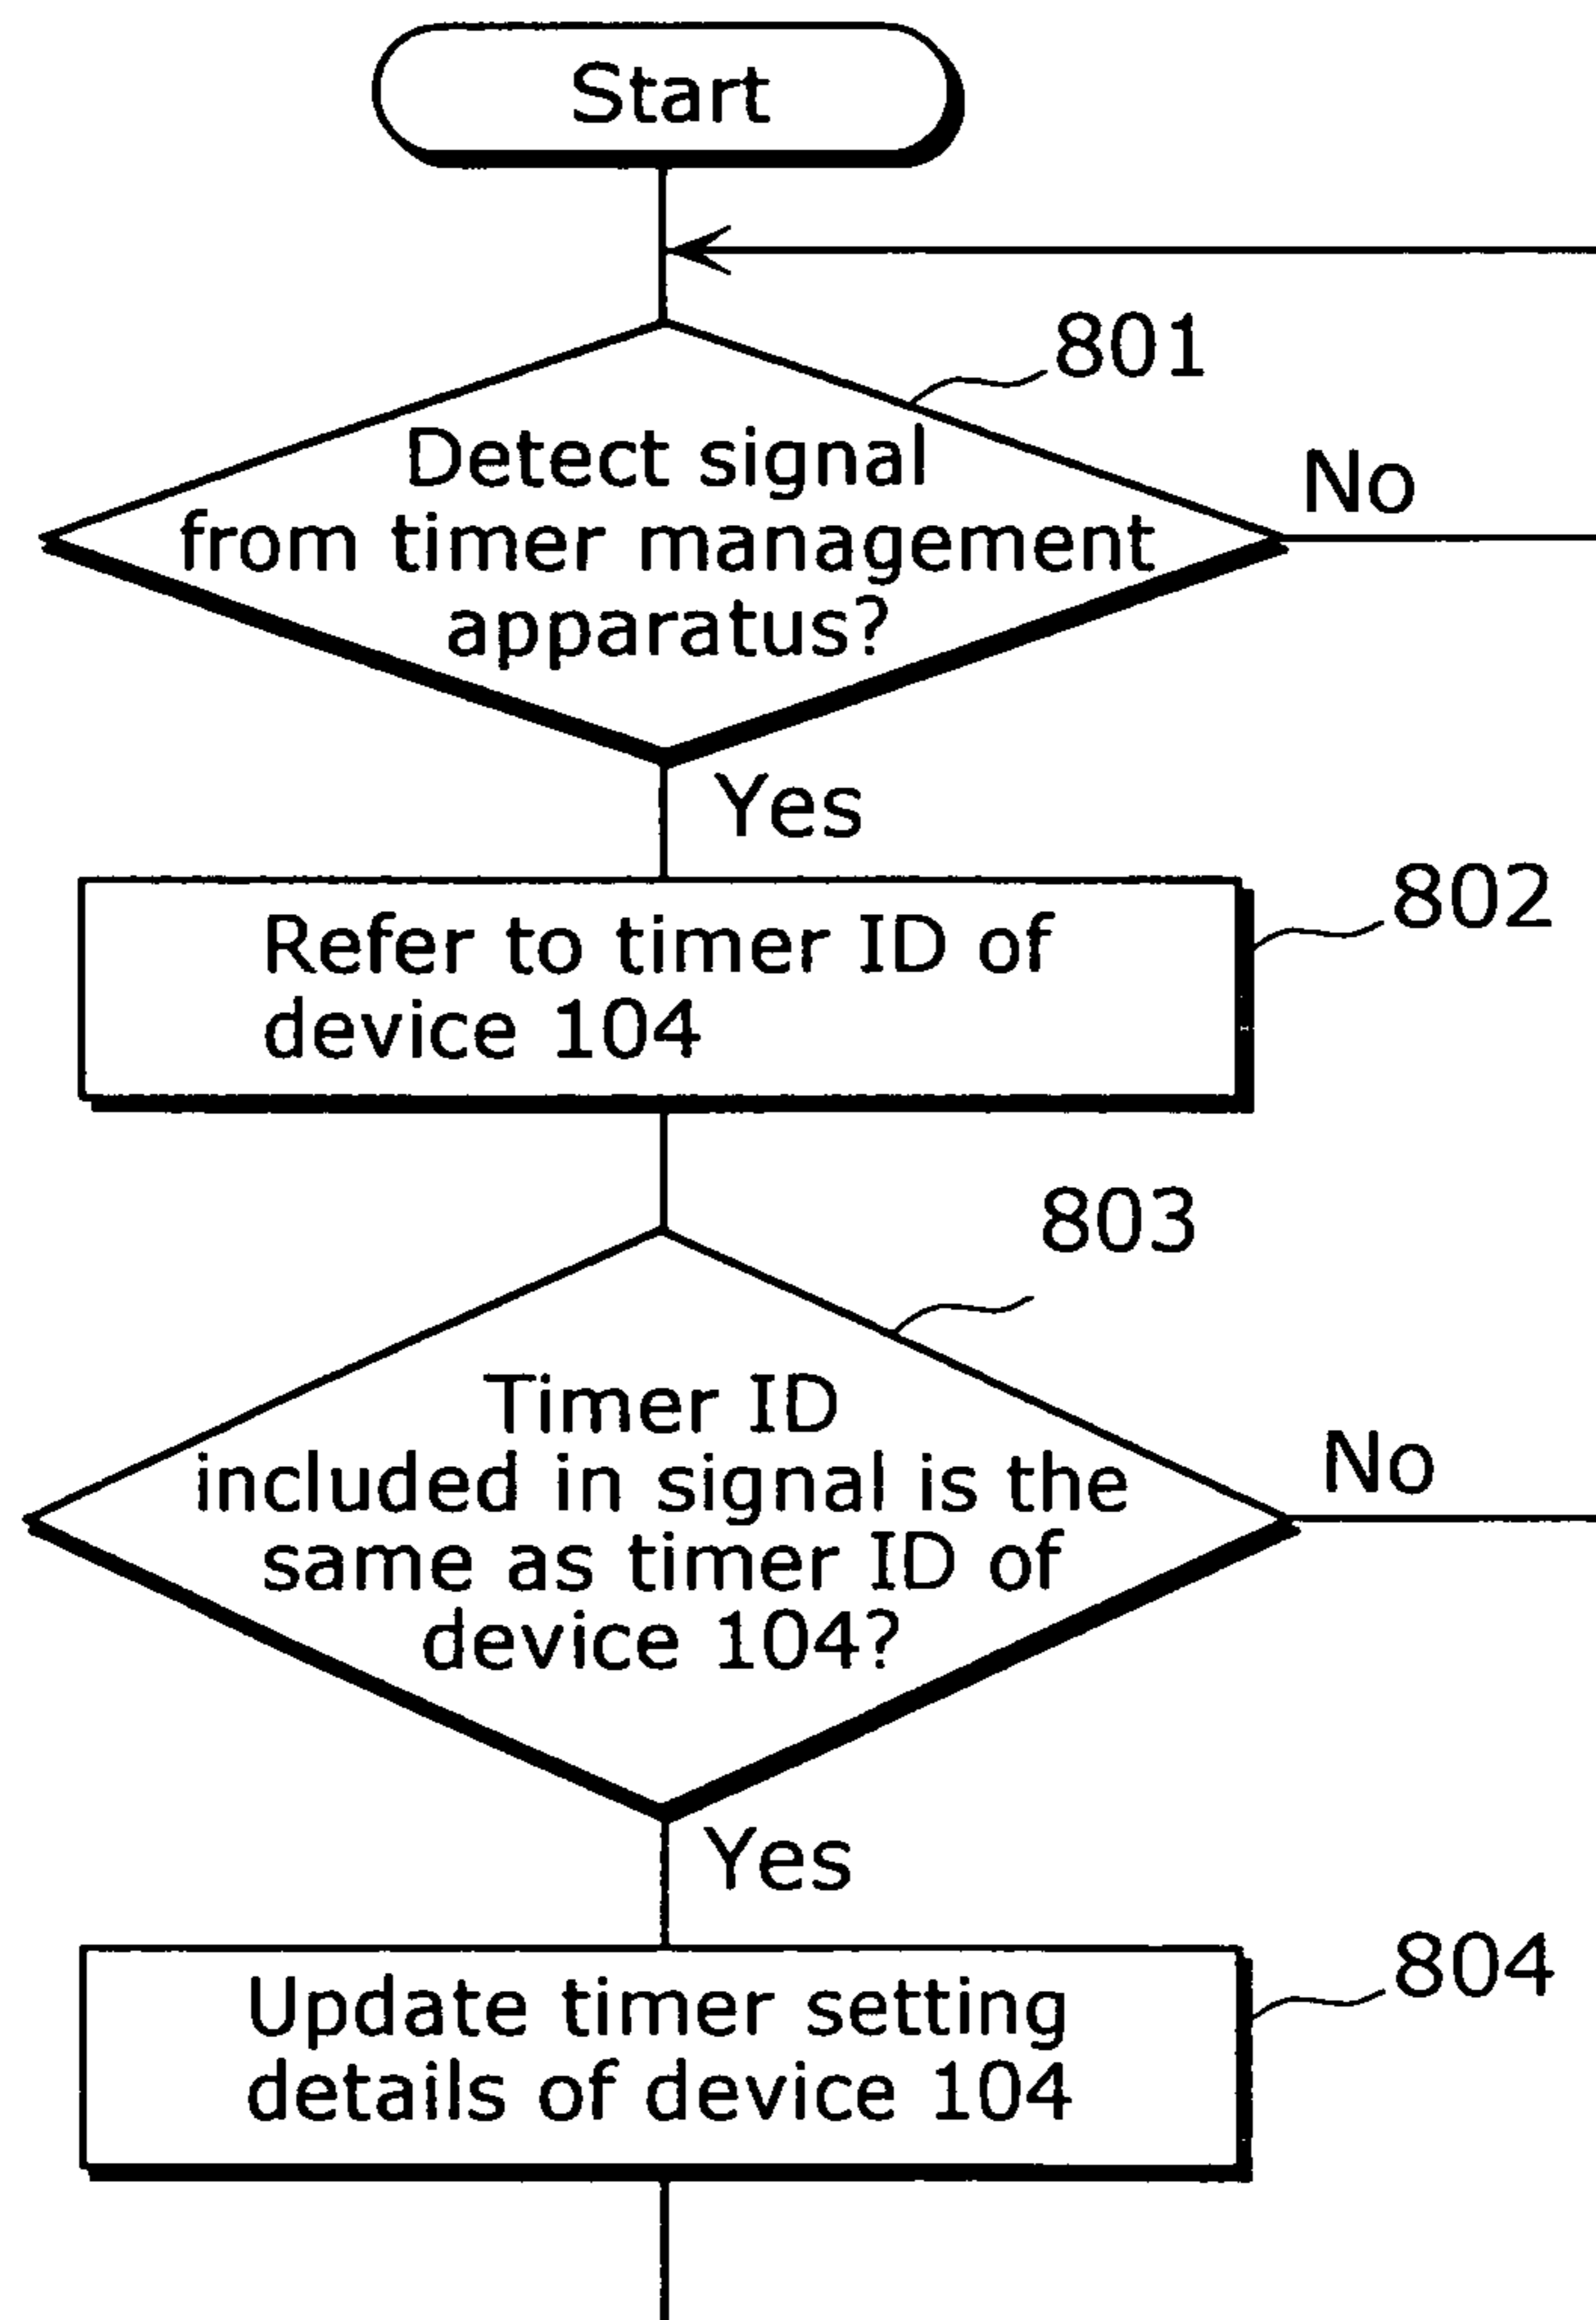 Start
801
Detect signal
from timer management
apparatus?
No
Yes
802
Refer to timer ID of
device 104
803
Timer ID
included in signal is the
same as timer ID of
device 104?
No
Yes
804
Update timer setting
details of device 104